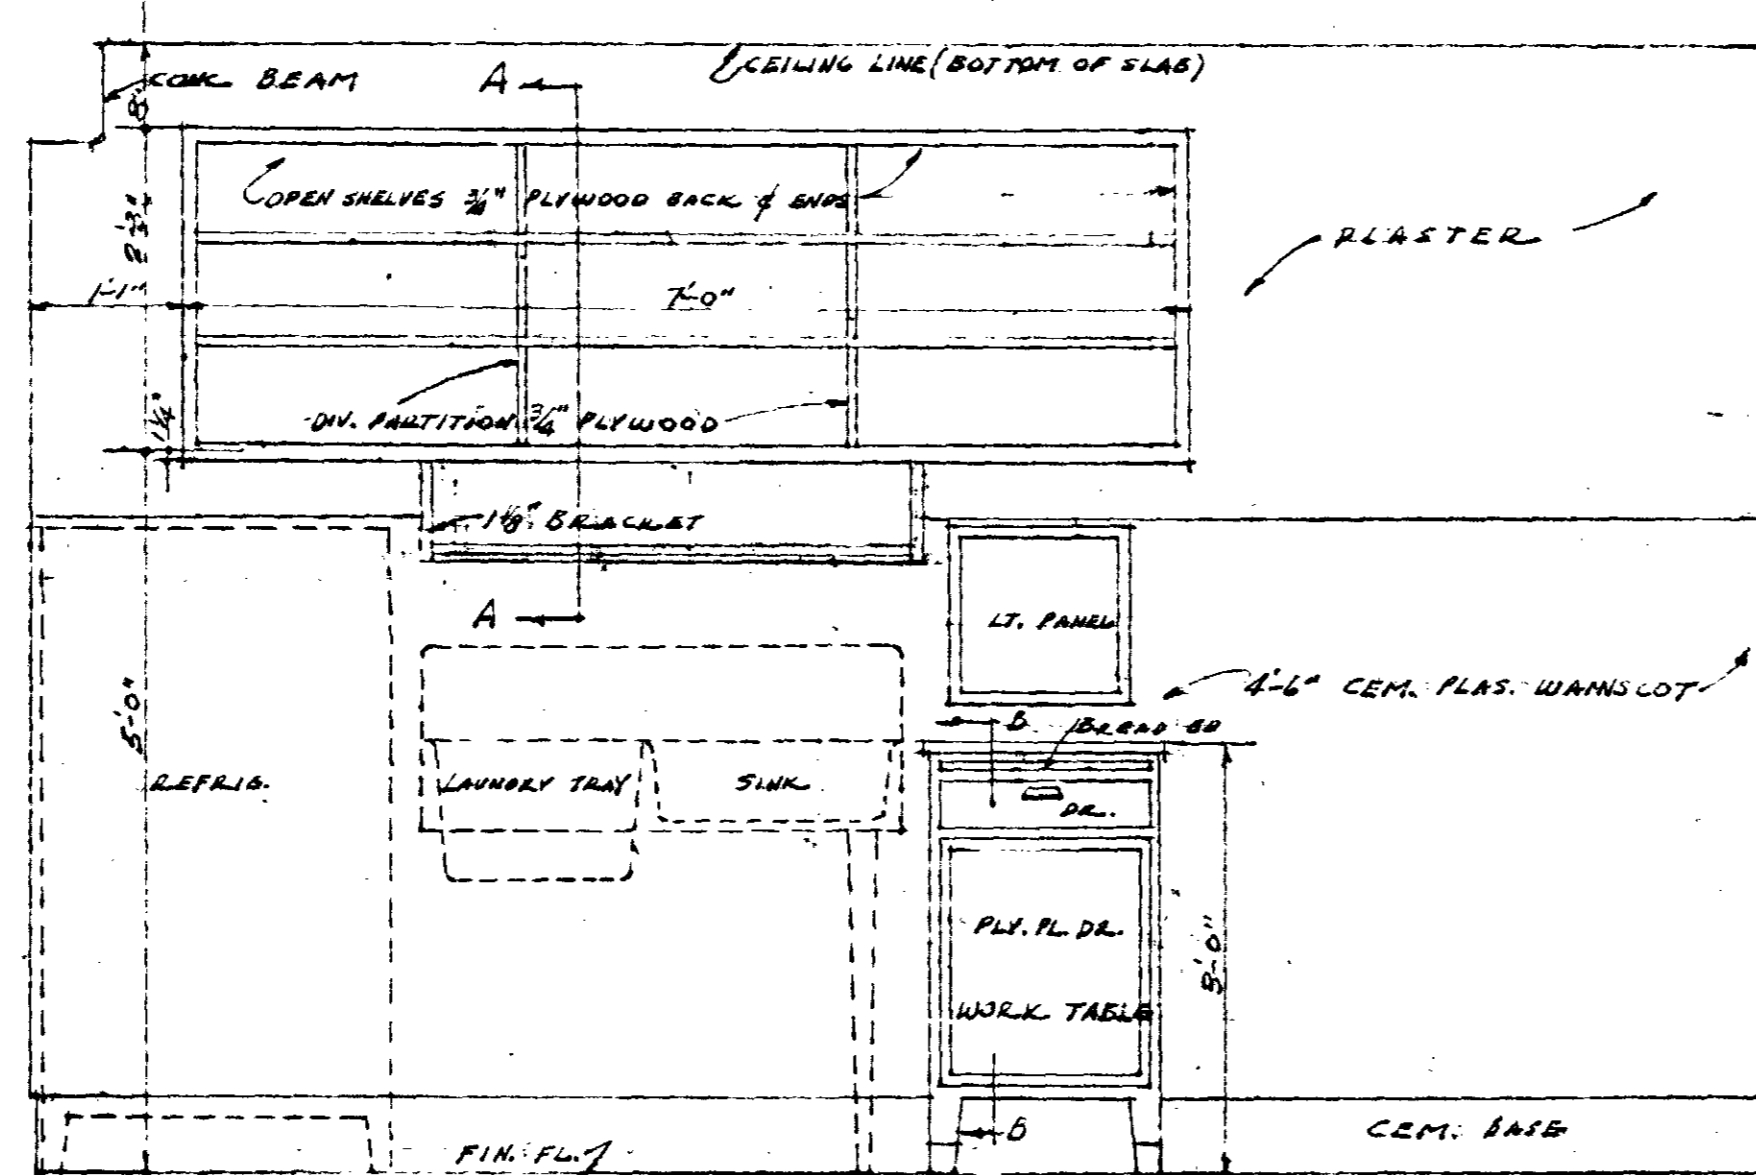 CEILING LINE (BOTTOM OF SLAB)
CONC BEAM
A
8"
OPEN SHELVES 3/4" PLYWOOD BACK & ENDS
2'-3"
PLASTER
1'-1"
7'-0"
1 1/4"
DIV. PARTITION 3/4" PLYWOOD
1 1/8" BRACKET
A
LT. PANEL
4'-6" CEM. PLAS. WAINSCOT
5'-0"
B
BREAD BD
REFRIG.
LAUNDRY TRAY
SINK
DR.
PLY. PL. DR.
3'-0"
WORK TABLE
B
CEM. BASE
FIN. FL.